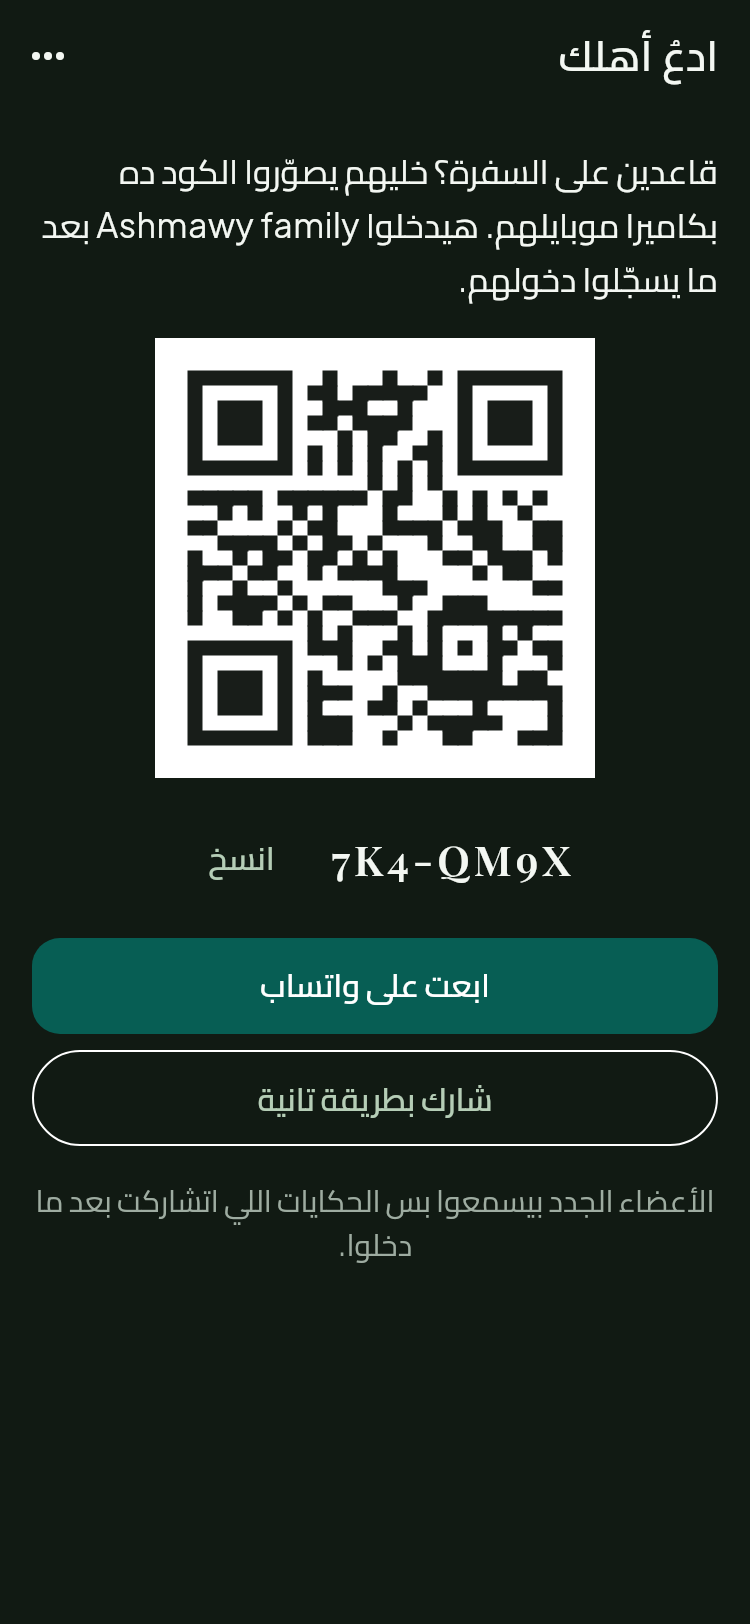 ادعُ أهلك
قاعدين على السفرة؟ خليهم يصوّروا الكود ده
بكاميرا موبايلهم. هيدخلوا Ashmawy family بعد
ما يسجّلوا دخولهم.
7K4-QM9X
انسخ
ابعت على واتساب
شارك بطريقة تانية
الأعضاء الجدد بيسمعوا بس الحكايات اللي اتشاركت بعد ما
دخلوا.